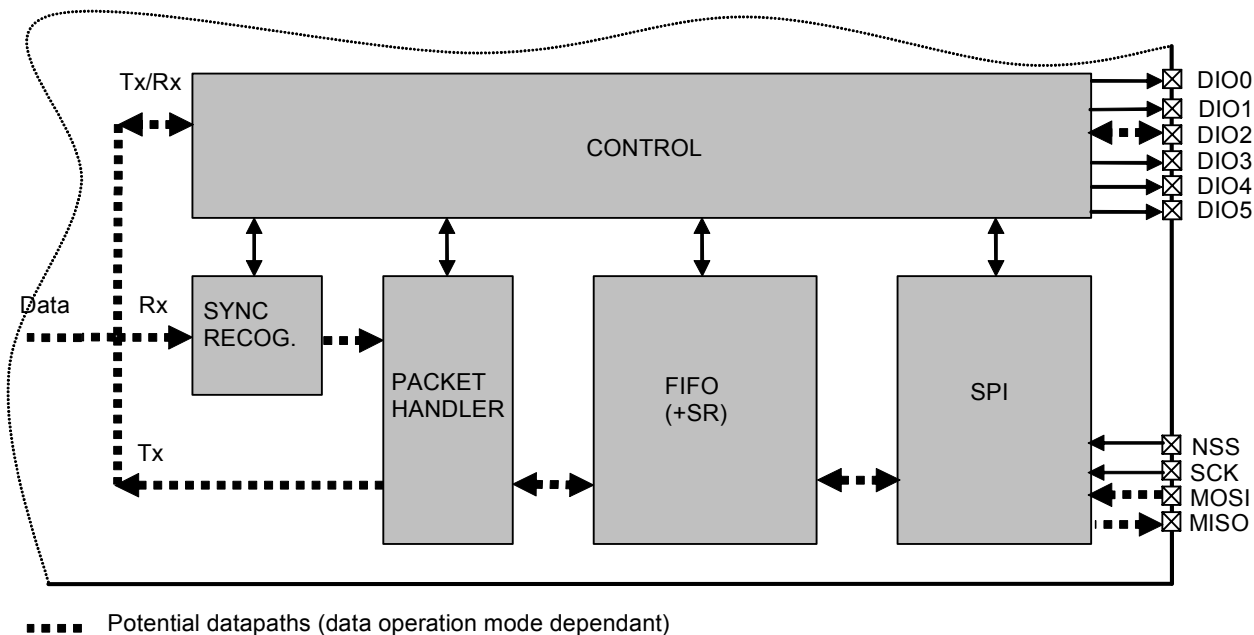 Tx/Rx
CONTROL
DIO0
DIO1
DIO2
DIO3
DIO4
DIO5
Data
Rx
SYNC
RECOG.
PACKET
HANDLER
FIFO
(+SR)
SPI
Tx
NSS
SCK
MOSI
MISO
Potential datapaths (data operation mode dependant)